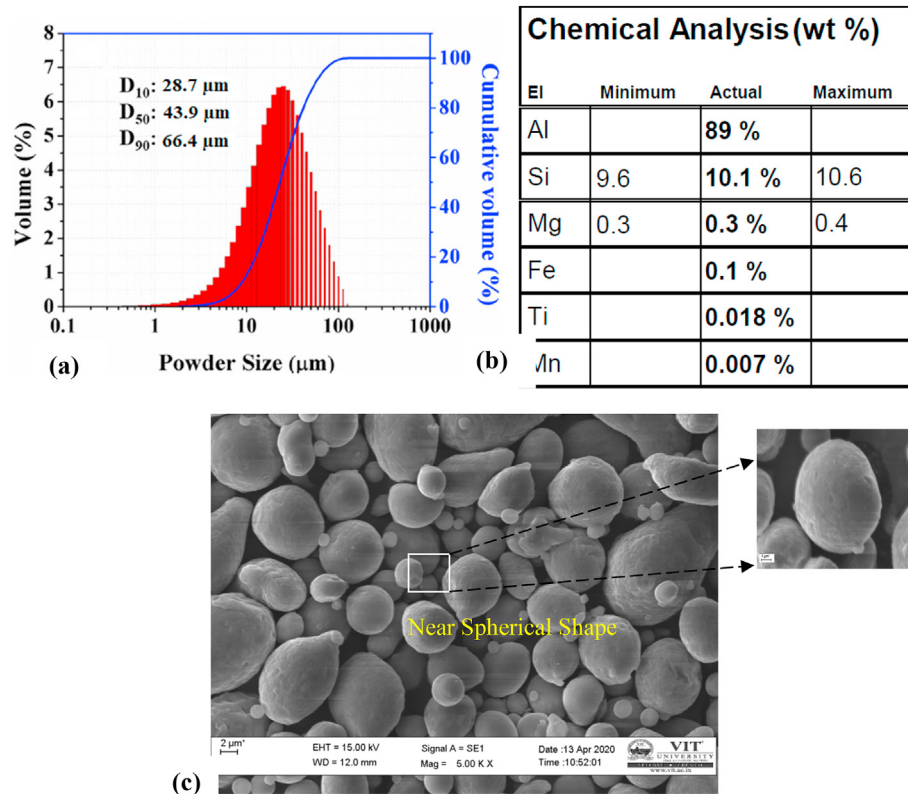 8
7
6
5
4
3
2
1
0
Volume (%)
D10: 28.7 μm
D50: 43.9 μm
D90: 66.4 μm
100
80
60
40
20
0
Cumulative volume (%)
0.1 1 10 100 1000
Powder Size (μm)
(a)
Chemical Analysis (wt %)
El Minimum Actual Maximum
Al 89 %
Si 9.6 10.1 % 10.6
Mg 0.3 0.3 % 0.4
Fe 0.1 %
Ti 0.018 %
Mn 0.007 %
(b)
Near Spherical Shape
2 μm*
EHT = 15.00 kV Signal A = SE1 Date :13 Apr 2020
WD = 12.0 mm Mag = 5.00 K X Time :10:52:01
VIT
UNIVERSITY
www.vit.ac.in
(c)